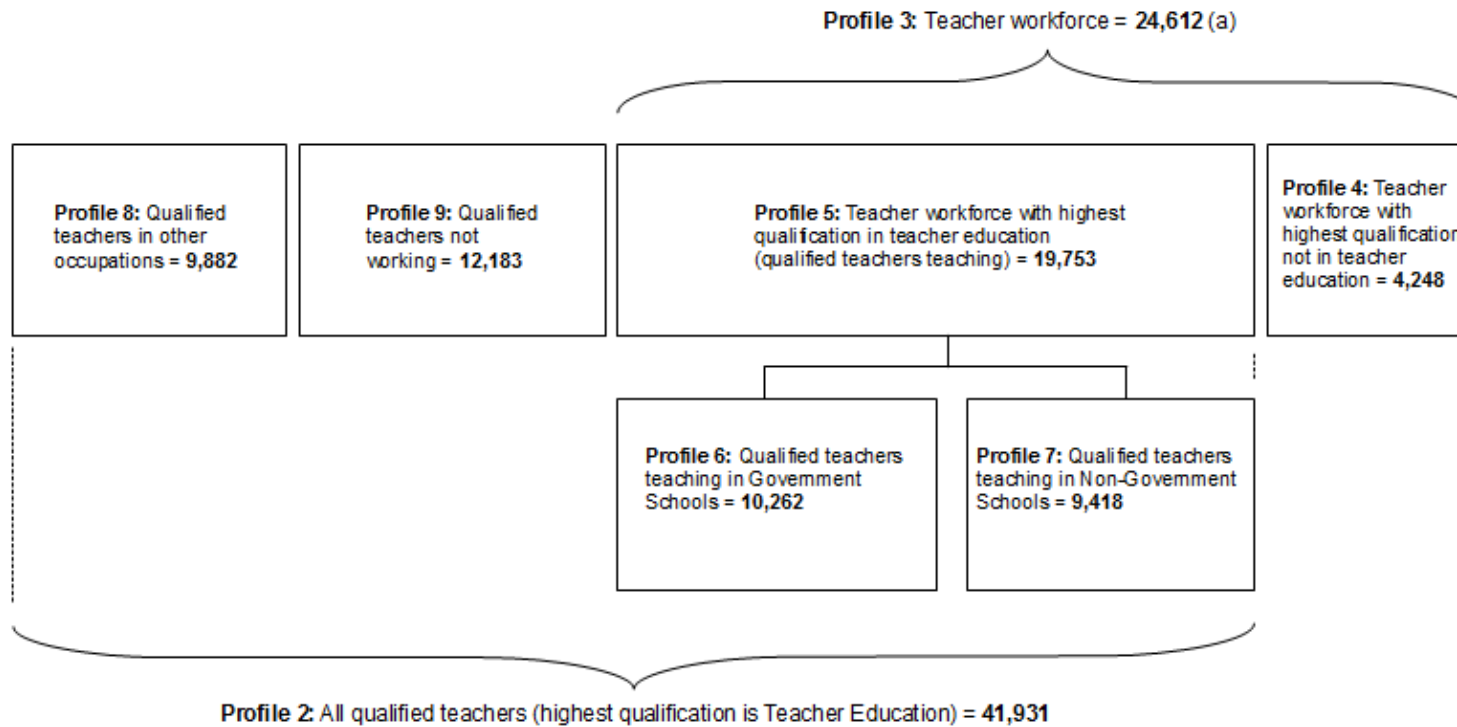 Profile 3: Teacher workforce = 24,612 (a)
Profile 8: Qualified
teachers in other
occupations = 9,882
Profile 9: Qualified
teachers not
working = 12,183
Profile 5: Teacher workforce with highest
qualification in teacher education
(qualified teachers teaching) = 19,753
Profile 4: Teacher
workforce with
highest qualification
not in teacher
education = 4,248
Profile 6: Qualified teachers
teaching in Government
Schools = 10,262
Profile 7: Qualified teachers
teaching in Non-Government
Schools = 9,418
Profile 2: All qualified teachers (highest qualification is Teacher Education) = 41,931